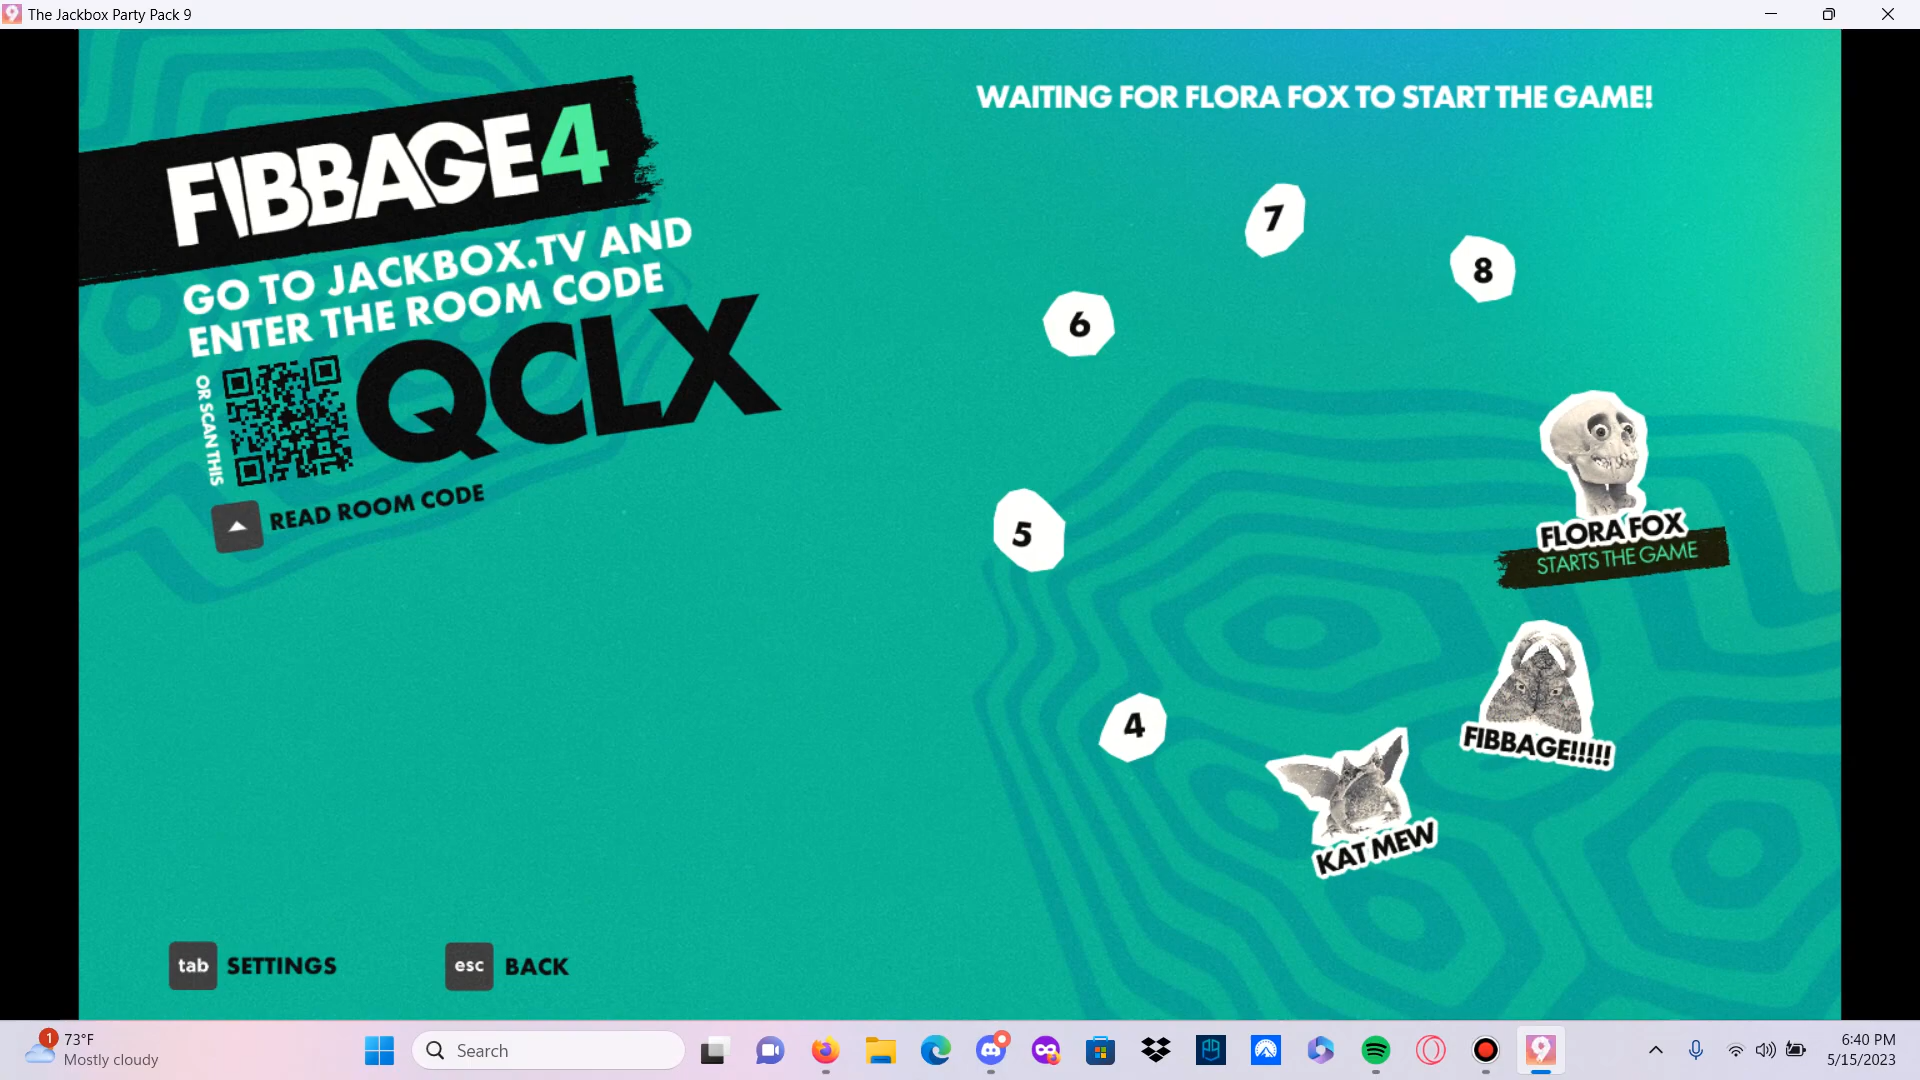 The Jackbox Party Pack 9
FIBBAGE 4
GO TO JACKBOX.TV AND
ENTER THE ROOM CODE
OR SCAN THIS
QCLX
READ ROOM CODE
WAITING FOR FLORA FOX TO START THE GAME!
7
8
6
5
FLORA FOX
STARTS THE GAME
FIBBAGE!!!!!
4
KAT MEW
tab SETTINGS
esc BACK
1
73°F
Mostly cloudy
Search
6:40 PM
5/15/2023